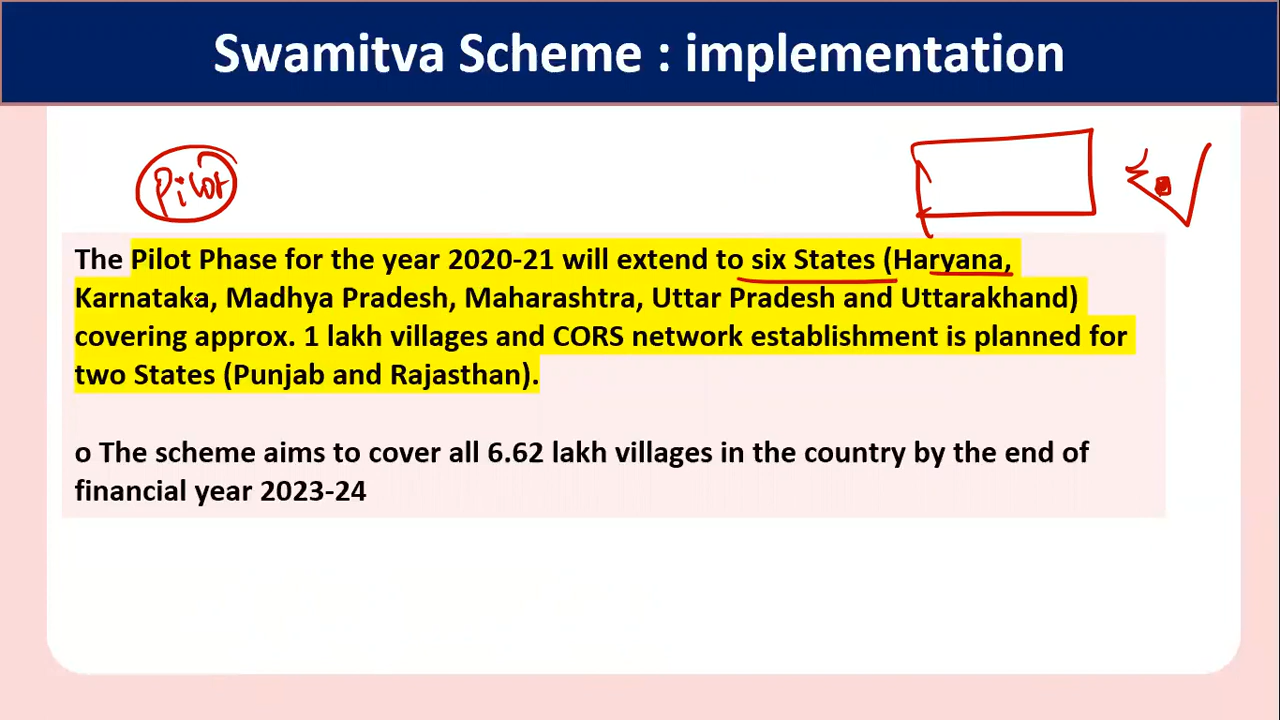 Swamitva Scheme : implementation
Pilot
The Pilot Phase for the year 2020-21 will extend to six States (Haryana,
Karnataka, Madhya Pradesh, Maharashtra, Uttar Pradesh and Uttarakhand)
covering approx. 1 lakh villages and CORS network establishment is planned for
two States (Punjab and Rajasthan).
o The scheme aims to cover all 6.62 lakh villages in the country by the end of
financial year 2023-24